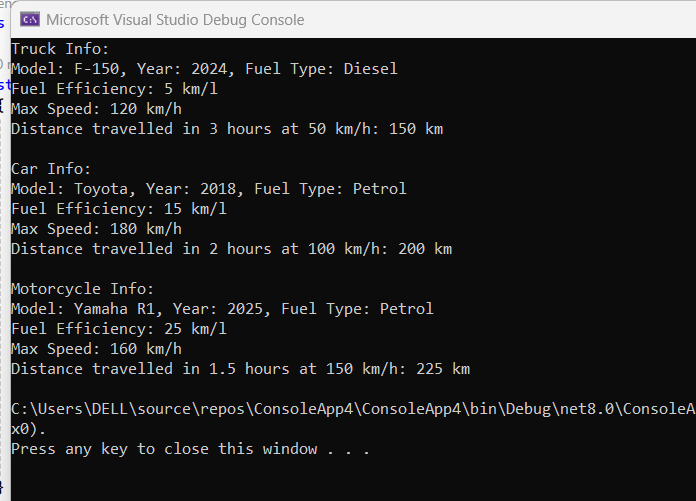 Microsoft Visual Studio Debug Console
Truck Info:
Model: F-150, Year: 2024, Fuel Type: Diesel
Fuel Efficiency: 5 km/l
Max Speed: 120 km/h
Distance travelled in 3 hours at 50 km/h: 150 km
Car Info:
Model: Toyota, Year: 2018, Fuel Type: Petrol
Fuel Efficiency: 15 km/l
Max Speed: 180 km/h
Distance travelled in 2 hours at 100 km/h: 200 km
Motorcycle Info:
Model: Yamaha R1, Year: 2025, Fuel Type: Petrol
Fuel Efficiency: 25 km/l
Max Speed: 160 km/h
Distance travelled in 1.5 hours at 150 km/h: 225 km
C:\Users\DELL\source\repos\ConsoleApp4\ConsoleApp4\bin\Debug\net8.0\ConsoleA
x0).
Press any key to close this window . . .